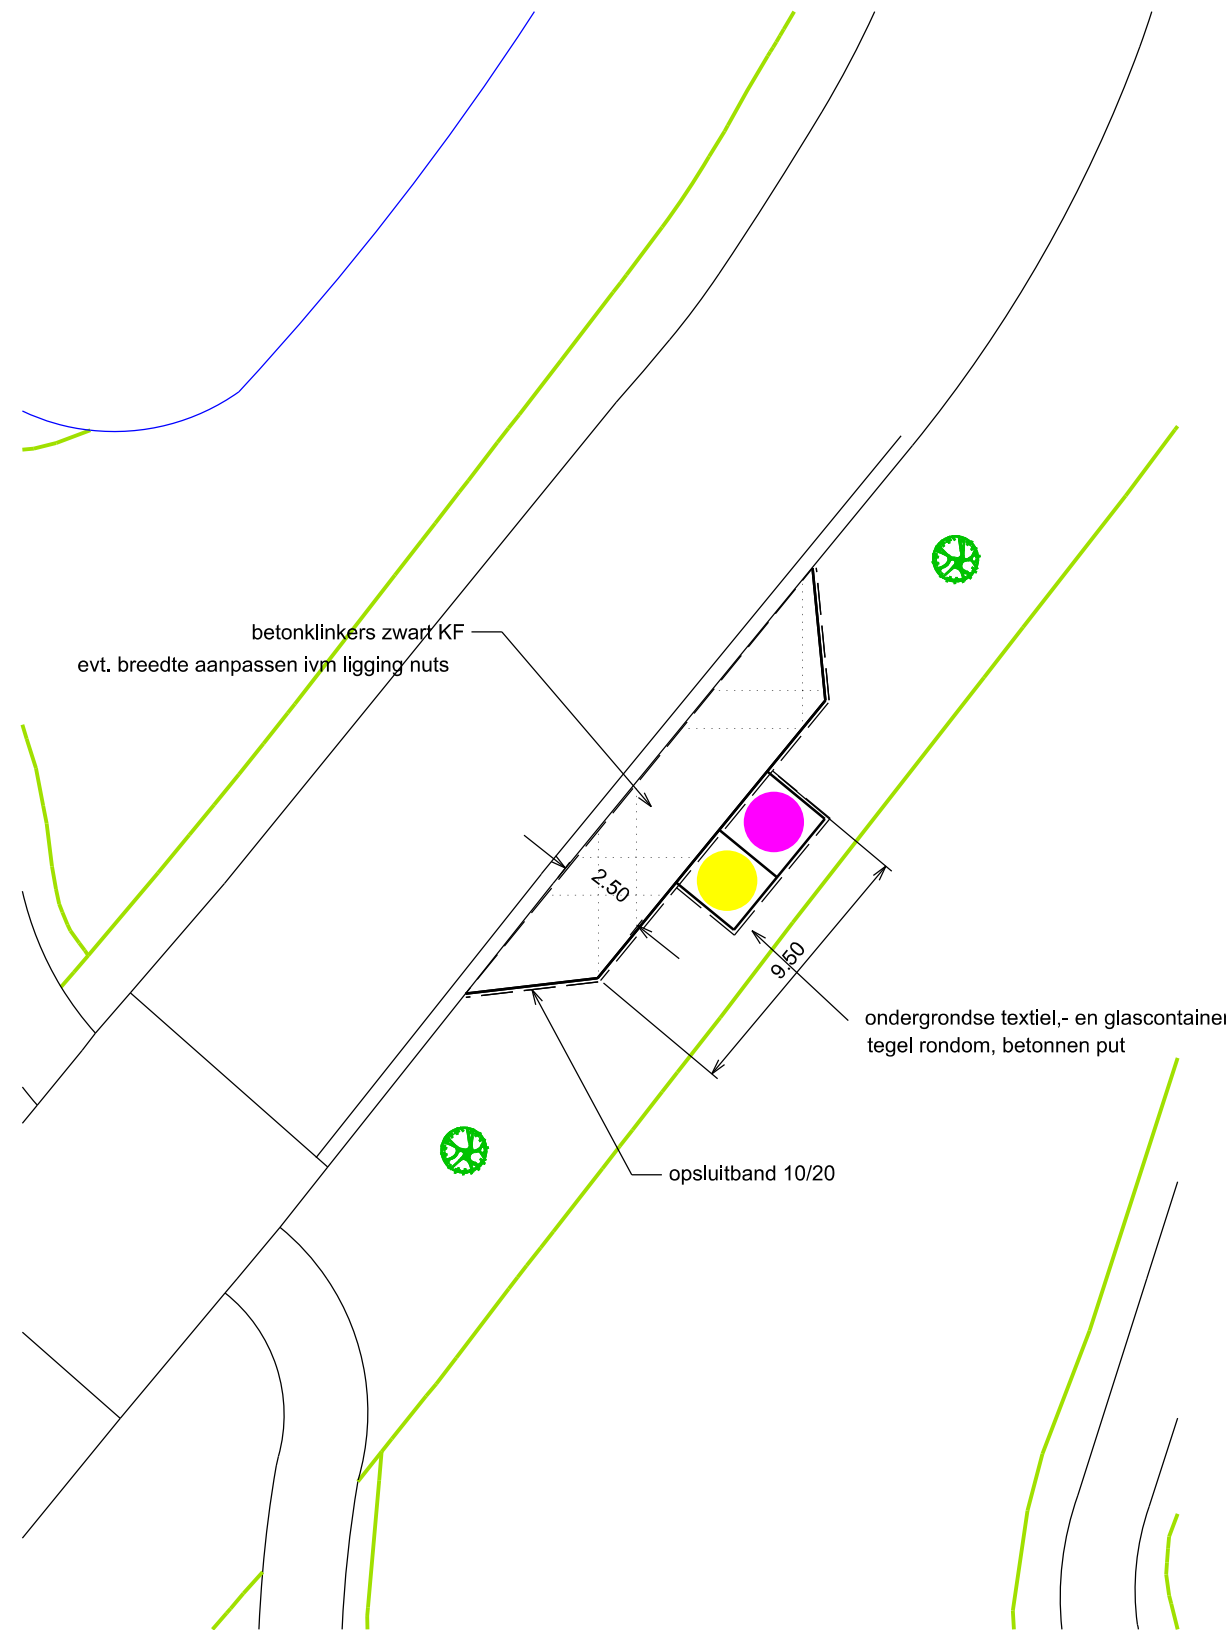 betonklinkers zwart KF
evt. breedte aanpassen ivm ligging nuts
2.50
9.50
ondergrondse textiel,- en glascontainer
tegel rondom, betonnen put
opsluitband 10/20